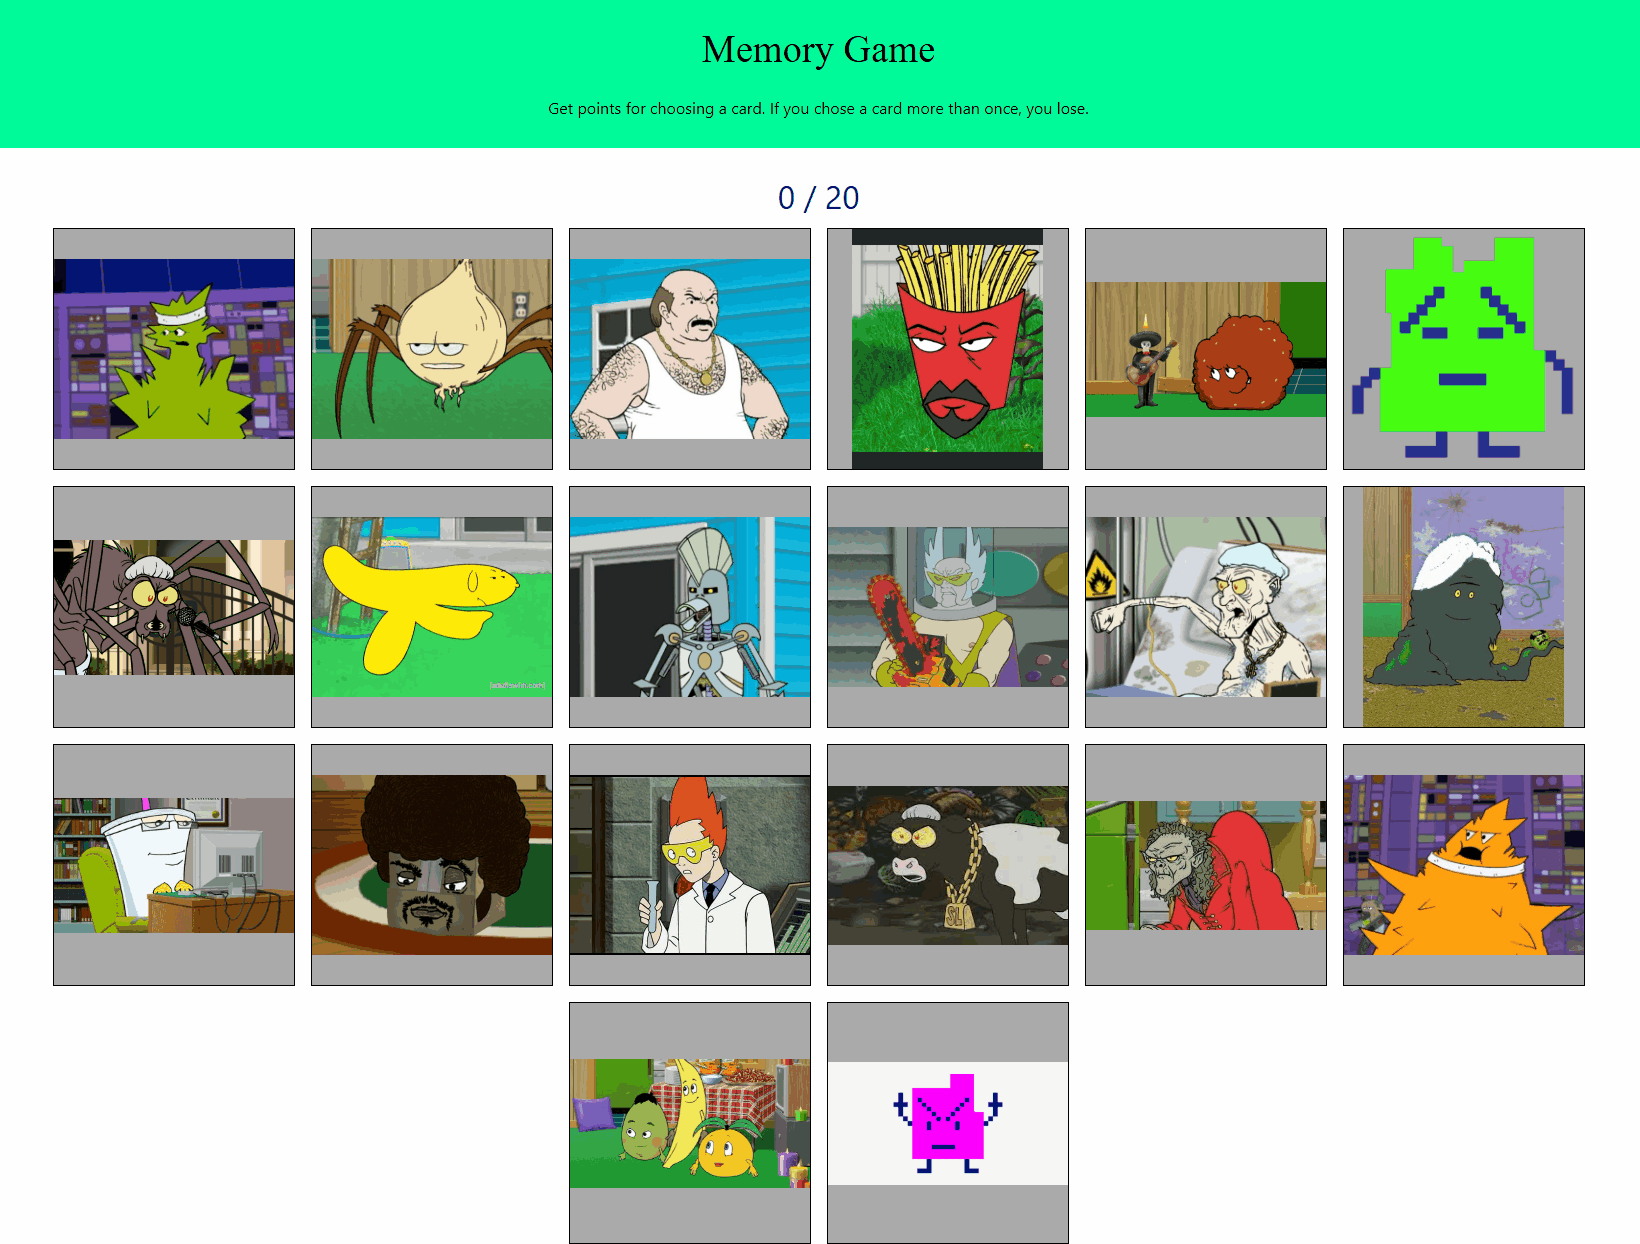 Memory Game
Get points for choosing a card. If you chose a card more than once, you lose.
0 / 20